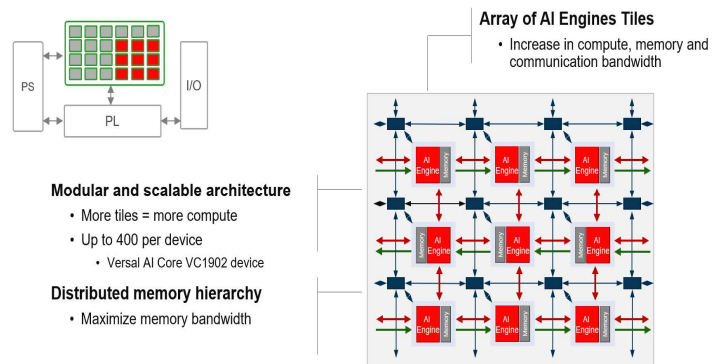 Array of AI Engines Tiles
• Increase in compute, memory and
communication bandwidth
PS
I/O
PL
Modular and scalable architecture
• More tiles = more compute
• Up to 400 per device
• Versal AI Core VC1902 device
Distributed memory hierarchy
• Maximize memory bandwidth
AI
Engine
Memory
AI
Engine
Memory
AI
Engine
Memory
Memory
AI
Engine
Memory
AI
Engine
Memory
AI
Engine
AI
Engine
Memory
AI
Engine
Memory
AI
Engine
Memory